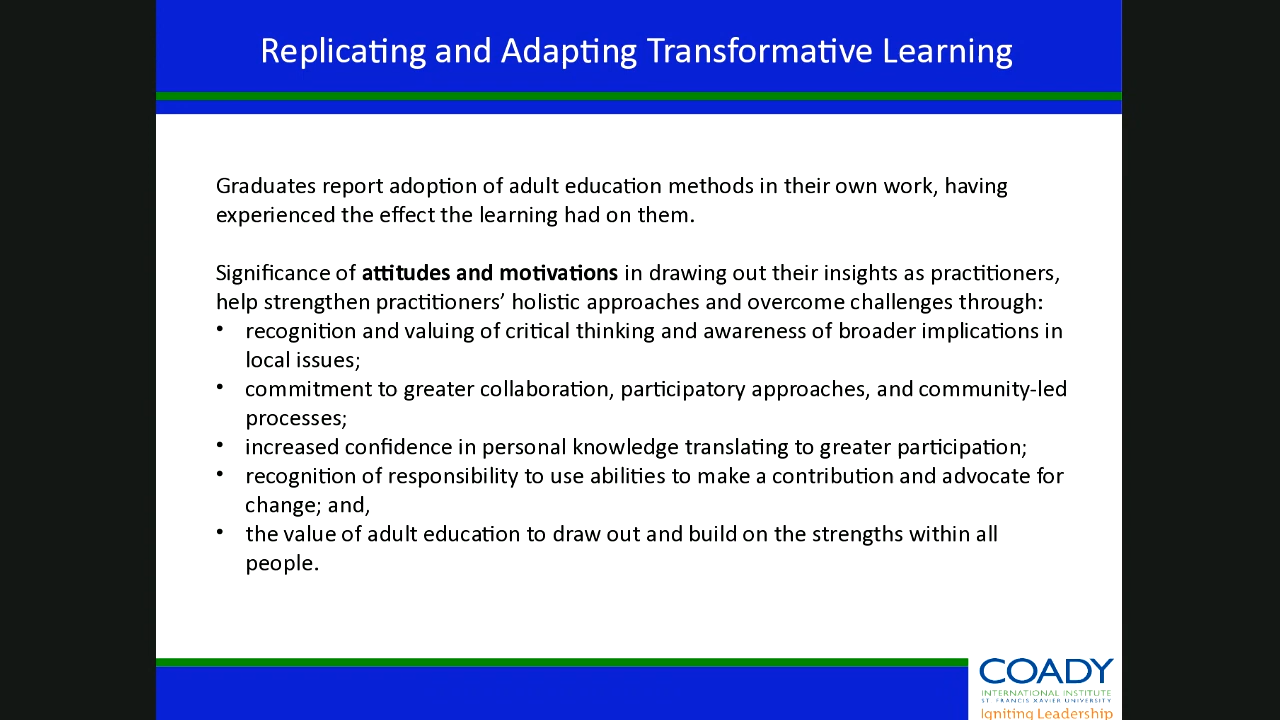 Replicating and Adapting Transformative Learning
Graduates report adoption of adult education methods in their own work, having
experienced the effect the learning had on them.
Significance of attitudes and motivations in drawing out their insights as practitioners,
help strengthen practitioners’ holistic approaches and overcome challenges through:
• recognition and valuing of critical thinking and awareness of broader implications in
local issues;
• commitment to greater collaboration, participatory approaches, and community-led
processes;
• increased confidence in personal knowledge translating to greater participation;
• recognition of responsibility to use abilities to make a contribution and advocate for
change; and,
• the value of adult education to draw out and build on the strengths within all
people.
COADY
INTERNATIONAL INSTITUTE
ST. FRANCIS XAVIER UNIVERSITY
Igniting Leadership